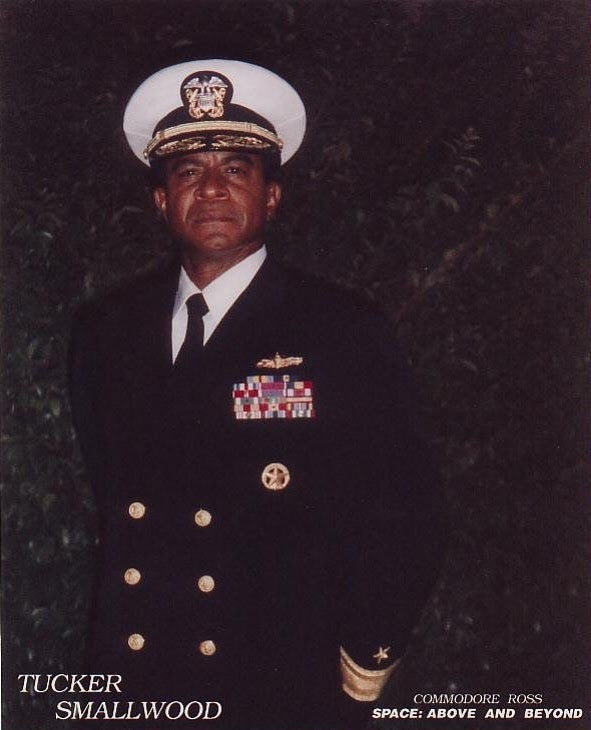 TUCKER
SMALLWOOD
COMMODORE ROSS
SPACE: ABOVE AND BEYOND